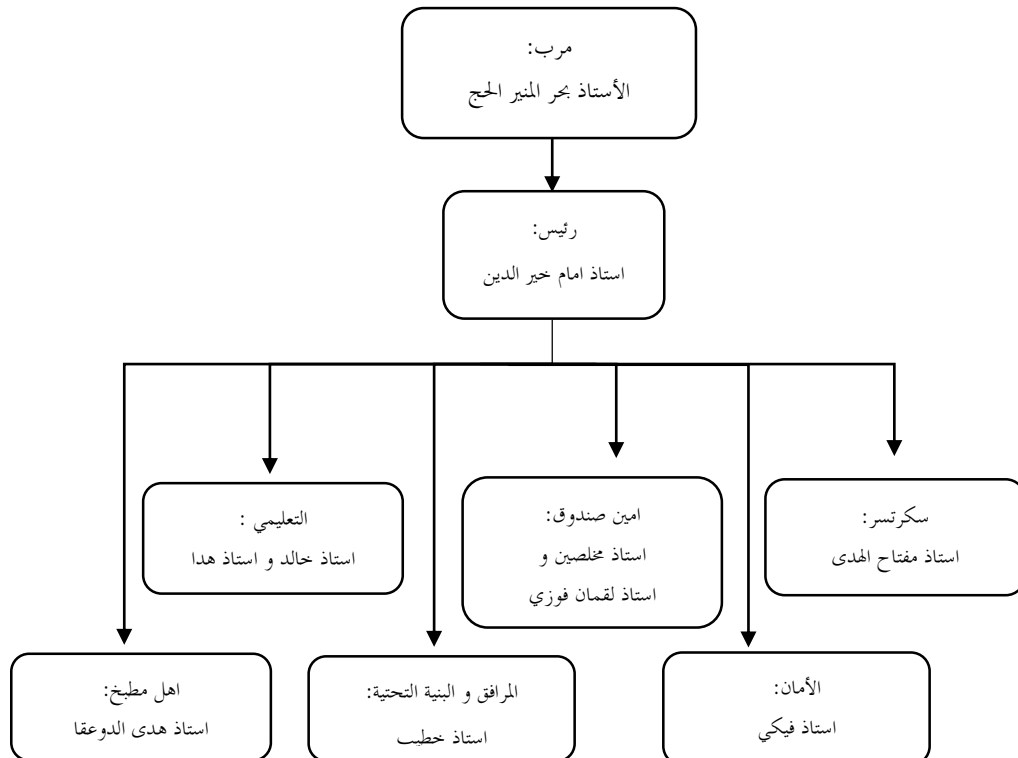 مرب:
الأستاذ بحر المنير الحج
رئيس:
استاذ امام خير الدين
سكرتسر:
استاذ مفتاح الهدى
امين صندوق:
استاذ مخلصين و
استاذ لقمان فوزي
التعليمي :
استاذ خالد و استاذ هدا
الأمان:
استاذ فيكي
المرافق و البنية التحتية:
استاذ خطيب
اهل مطبخ:
استاذ هدى الدوعقا